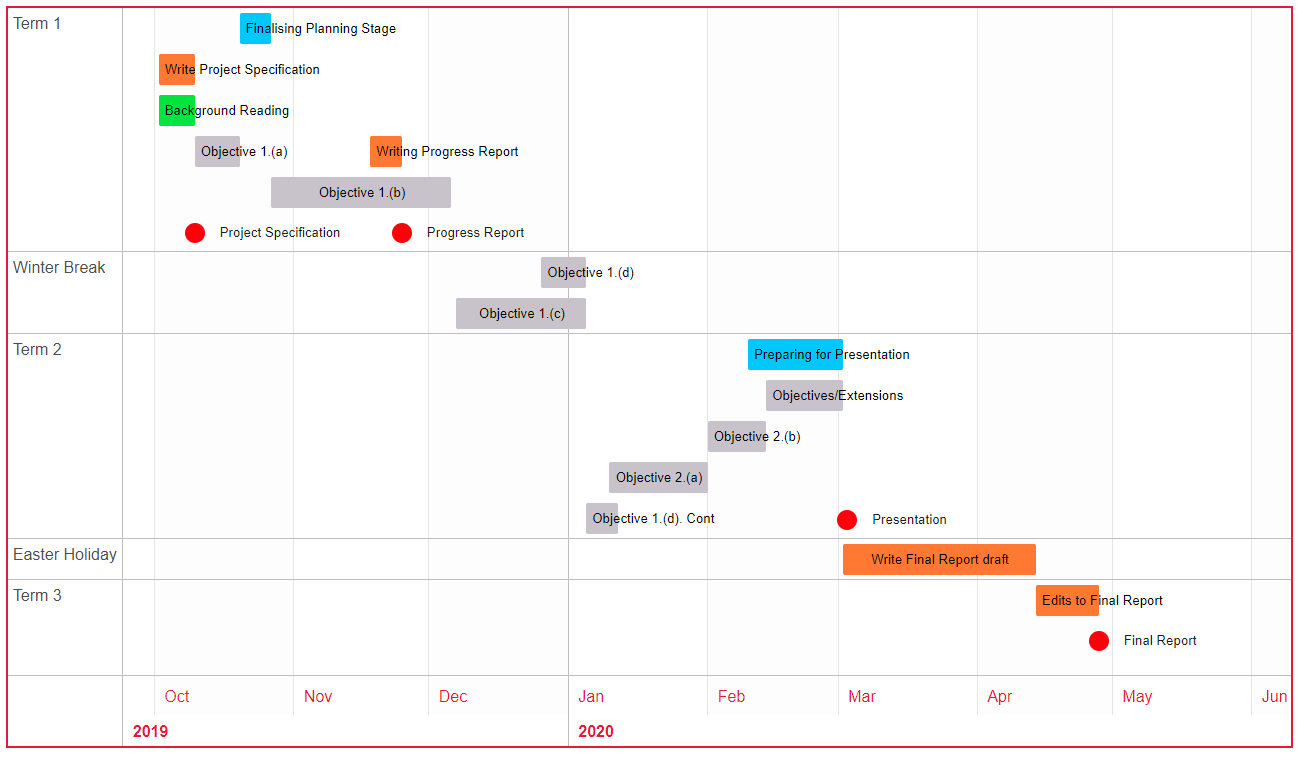 Term 1
Finalising Planning Stage
Write Project Specification
Background Reading
Objective 1.(a)
Writing Progress Report
Objective 1.(b)
Project Specification
Progress Report
Winter Break
Objective 1.(d)
Objective 1.(c)
Term 2
Preparing for Presentation
Objectives/Extensions
Objective 2.(b)
Objective 2.(a)
Objective 1.(d). Cont
Presentation
Easter Holiday
Write Final Report draft
Term 3
Edits to Final Report
Final Report
Oct Nov Dec Jan Feb Mar Apr May Jun
2019 2020